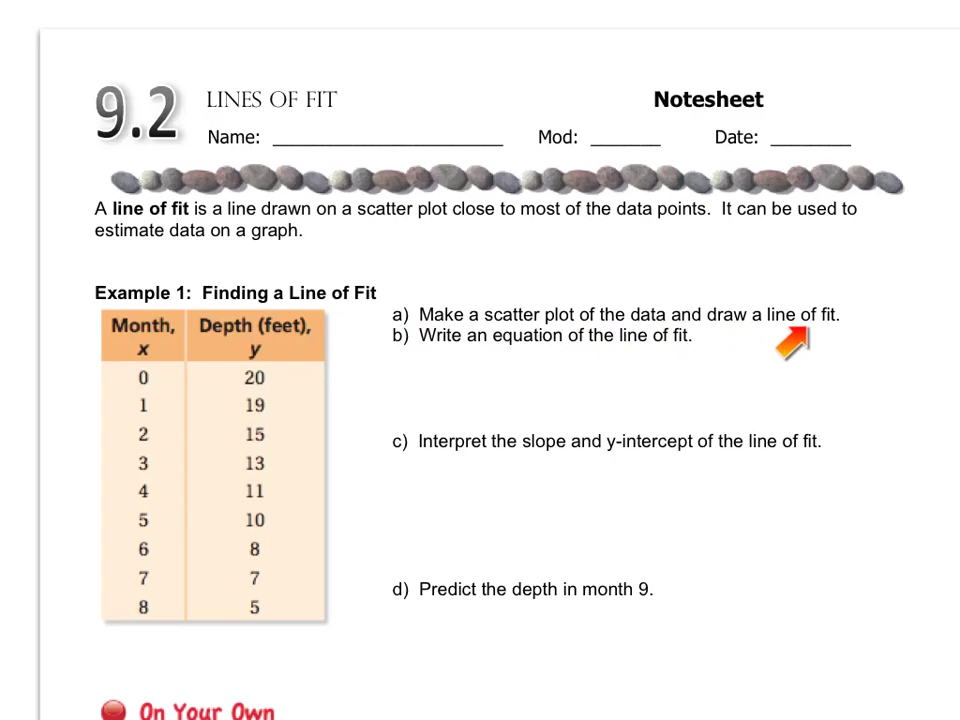 9.2 LINES OF FIT Notesheet
Name: ________________________ Mod: _______ Date: ________
A line of fit is a line drawn on a scatter plot close to most of the data points. It can be used to
estimate data on a graph.
Example 1: Finding a Line of Fit
Month, x Depth (feet), y
0 20
1 19
2 15
3 13
4 11
5 10
6 8
7 7
8 5
a) Make a scatter plot of the data and draw a line of fit.
b) Write an equation of the line of fit.
c) Interpret the slope and y-intercept of the line of fit.
d) Predict the depth in month 9.
On Your Own